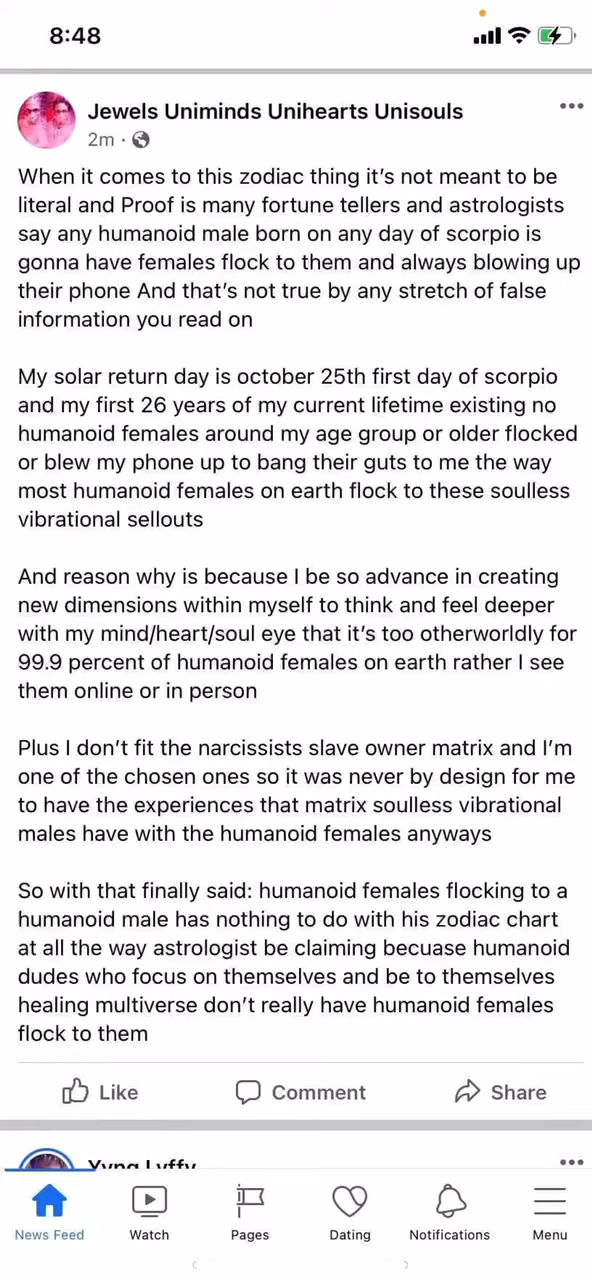 8:48
Jewels Uniminds Unihearts Unisouls
2m ·
When it comes to this zodiac thing it's not meant to be
literal and Proof is many fortune tellers and astrologists
say any humanoid male born on any day of scorpio is
gonna have females flock to them and always blowing up
their phone And that's not true by any stretch of false
information you read on
My solar return day is october 25th first day of scorpio
and my first 26 years of my current lifetime existing no
humanoid females around my age group or older flocked
or blew my phone up to bang their guts to me the way
most humanoid females on earth flock to these soulless
vibrational sellouts
And reason why is because I be so advance in creating
new dimensions within myself to think and feel deeper
with my mind/heart/soul eye that it's too otherworldly for
99.9 percent of humanoid females on earth rather I see
them online or in person
Plus I don't fit the narcissists slave owner matrix and I'm
one of the chosen ones so it was never by design for me
to have the experiences that matrix soulless vibrational
males have with the humanoid females anyways
So with that finally said: humanoid females flocking to a
humanoid male has nothing to do with his zodiac chart
at all the way astrologist be claiming becuase humanoid
dudes who focus on themselves and be to themselves
healing multiverse don't really have humanoid females
flock to them
Like Comment Share
News Feed Watch Pages Dating Notifications Menu